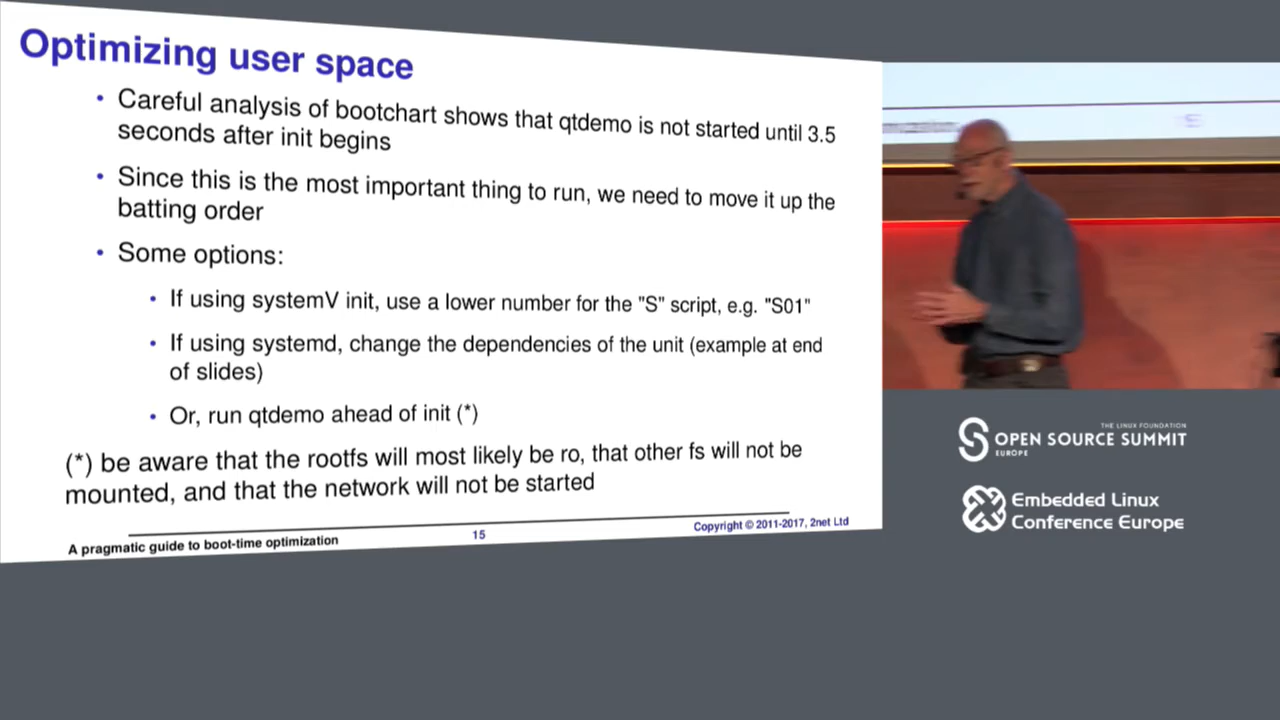 Optimizing user space
• Careful analysis of bootchart shows that qtdemo is not started until 3.5
seconds after init begins
• Since this is the most important thing to run, we need to move it up the
batting order
• Some options:
• If using systemV init, use a lower number for the "S" script, e.g. "S01"
• If using systemd, change the dependencies of the unit (example at end
of slides)
• Or, run qtdemo ahead of init (*)
(*) be aware that the rootfs will most likely be ro, that other fs will not be
mounted, and that the network will not be started
A pragmatic guide to boot-time optimization
15
Copyright © 2011-2017, 2net Ltd
THE LINUX FOUNDATION
OPEN SOURCE SUMMIT
EUROPE
Embedded Linux
Conference Europe